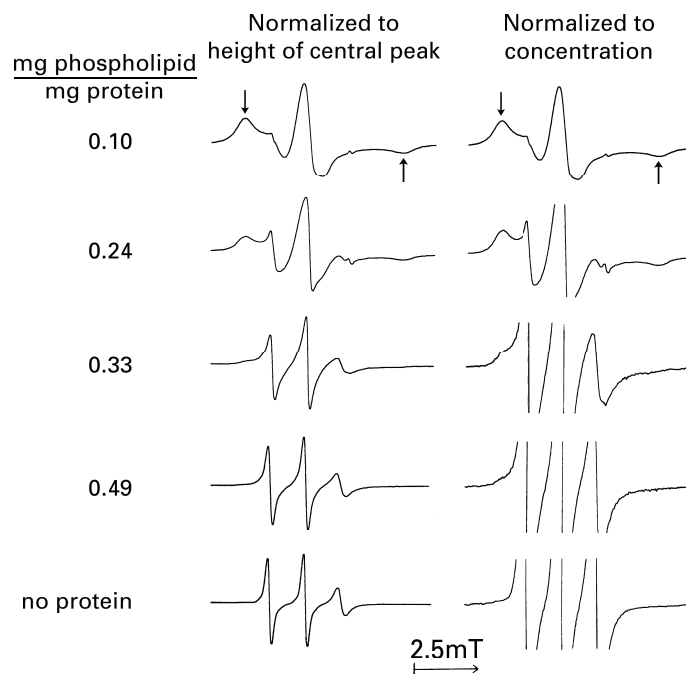 Normalized to
height of central peak
Normalized to
concentration
mg phospholipid
mg protein
0.10
0.24
0.33
0.49
no protein
2.5mT